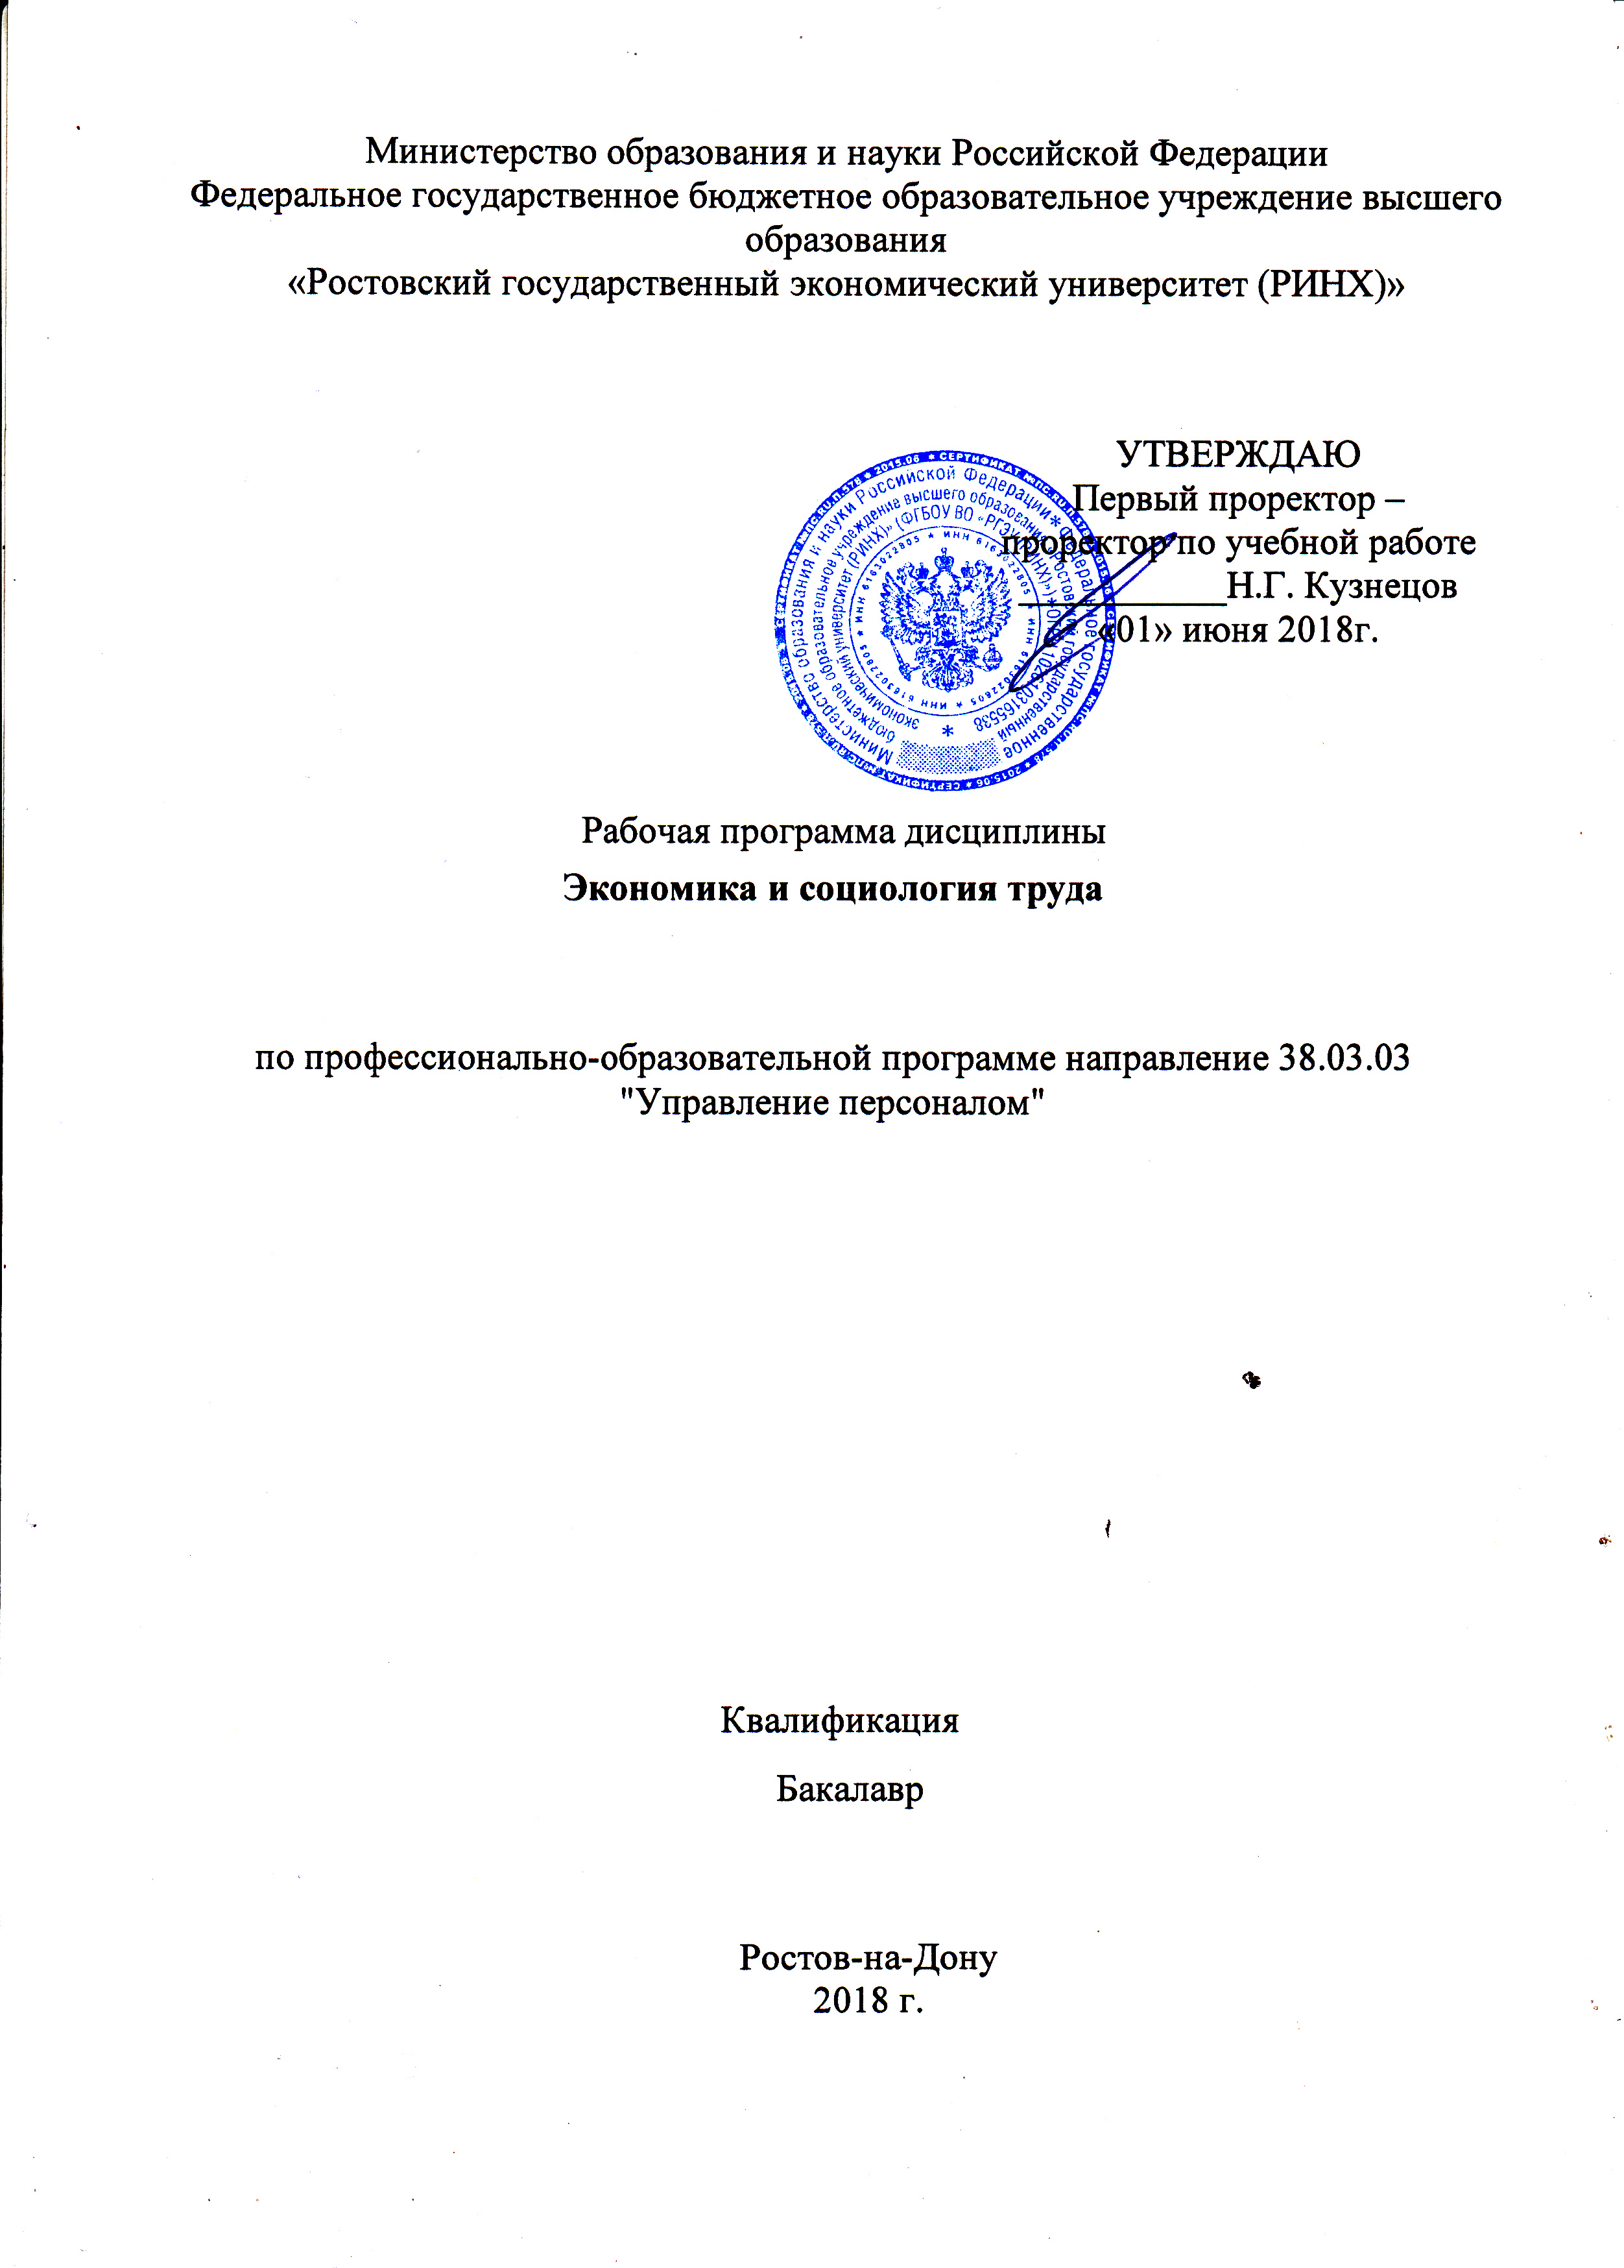 Министерство образования и науки Российской Федерации
Федеральное государственное бюджетное образовательное учреждение высшего
образования
«Ростовский государственный экономический университет (РИНХ)»
УТВЕРЖДАЮ
Первый проректор –
проректор по учебной работе
___________Н.Г. Кузнецов
«01» июня 2018г.
Рабочая программа дисциплины
Экономика и социология труда
по профессионально-образовательной программе направление 38.03.03
"Управление персоналом"
Квалификация
Бакалавр
Ростов-на-Дону
2018 г.